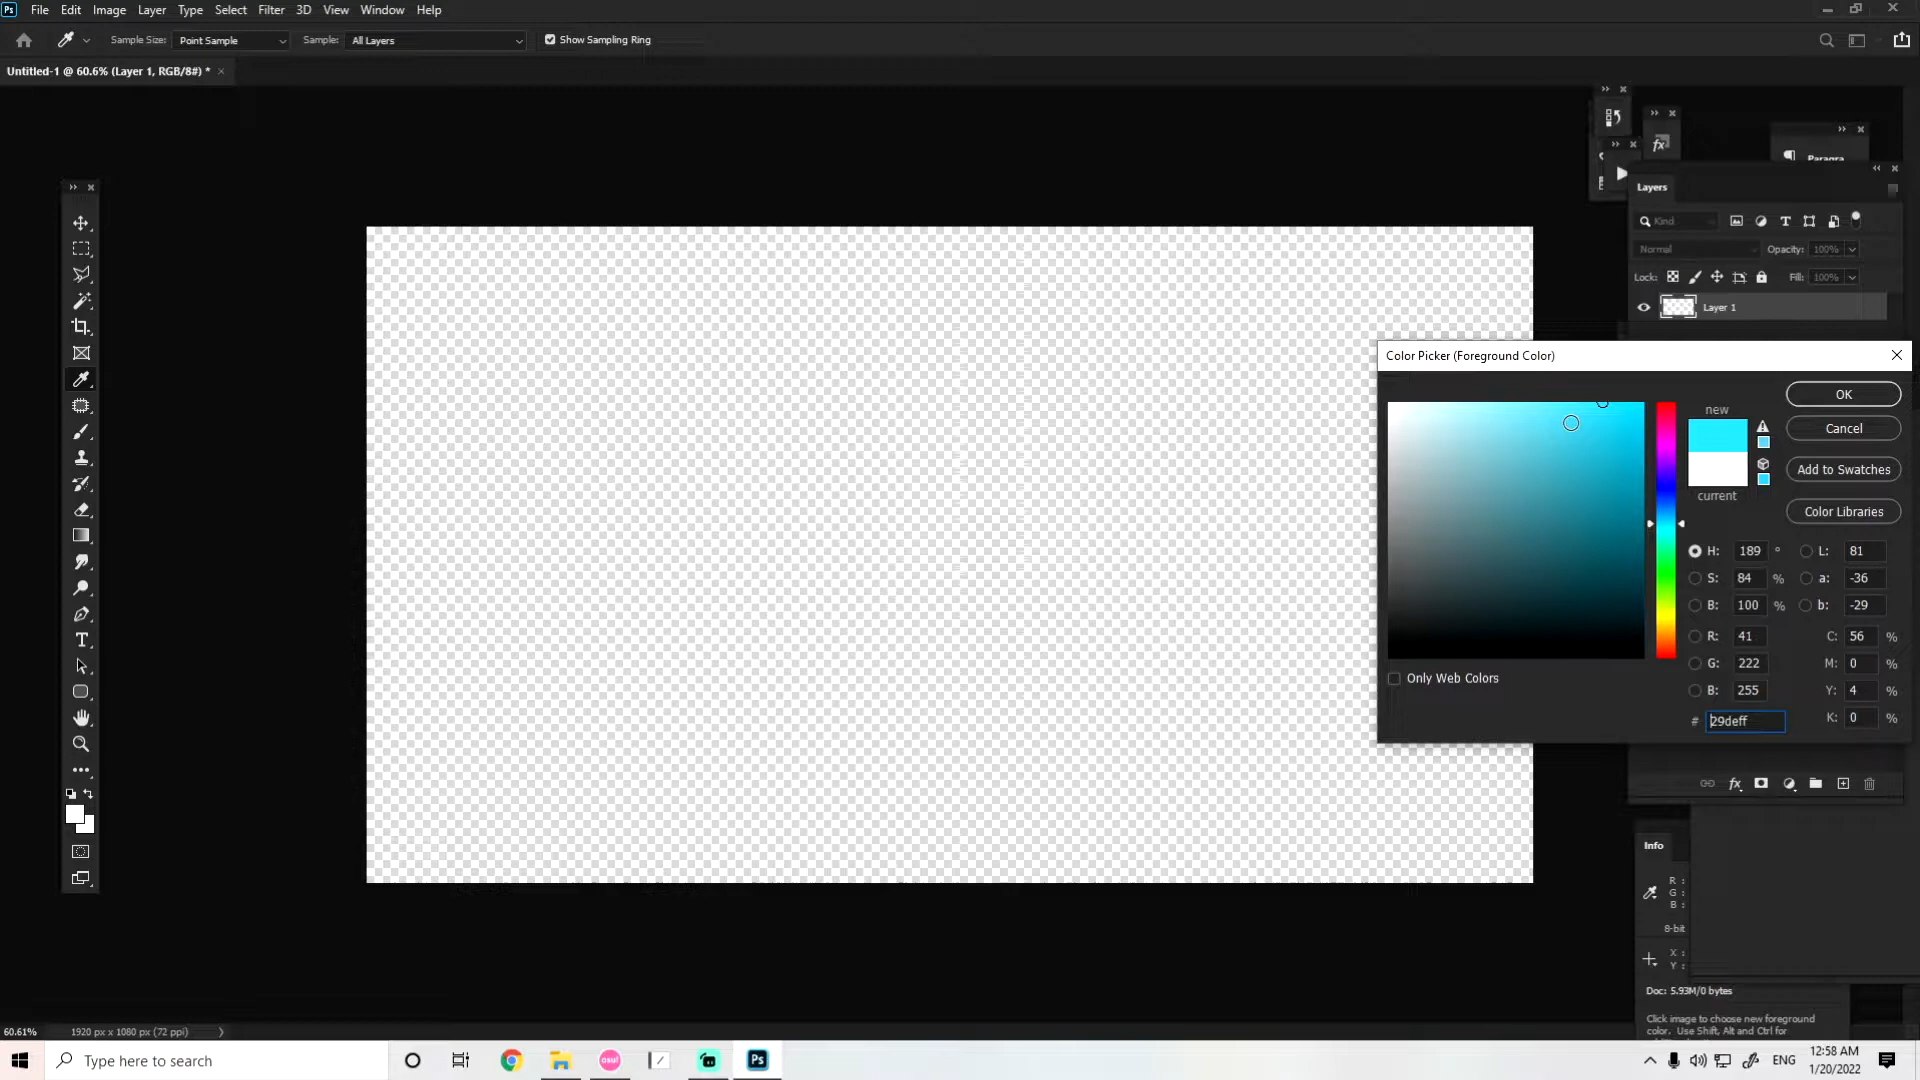 Ps File Edit Image Layer Type Select Filter 3D View Window Help
Sample Size: Point Sample Sample: All Layers Show Sampling Ring
Untitled-1 @ 60.6% (Layer 1, RGB/8#) *
Paragra
Layers
Kind
Normal Opacity: 100%
Lock: Fill: 100%
Layer 1
Color Picker (Foreground Color)
new
current
OK
Cancel
Add to Swatches
Color Libraries
H: 189 ° L: 81
S: 84 % a: -36
B: 100 % b: -29
R: 41 C: 56 %
G: 222 M: 0 %
B: 255 Y: 4 %
# 29deff K: 0 %
Only Web Colors
fx
Info
R :
G :
B :
8-bit
X :
Y :
Doc: 5.93M/0 bytes
Click image to choose new foreground
color. Use Shift, Alt and Ctrl for
60.61% 1920 px x 1080 px (72 ppi)
Type here to search
osu!
Ps
ENG
12:58 AM
1/20/2022